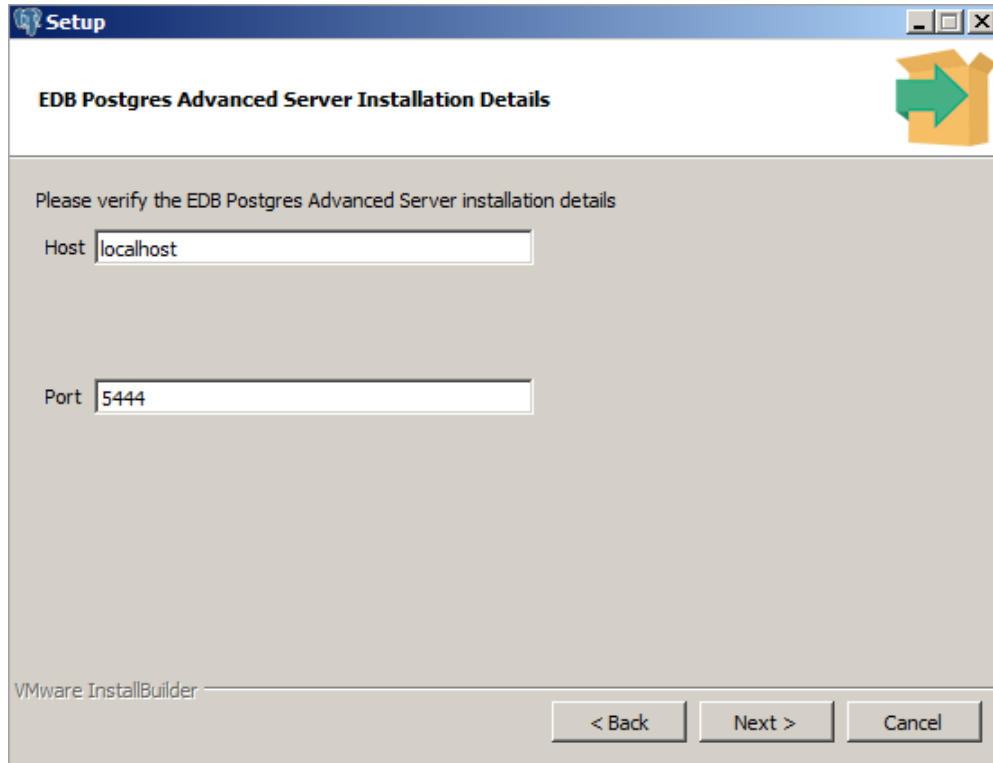 Setup
EDB Postgres Advanced Server Installation Details
Please verify the EDB Postgres Advanced Server installation details
Host localhost
Port 5444
VMware InstallBuilder
< Back Next > Cancel